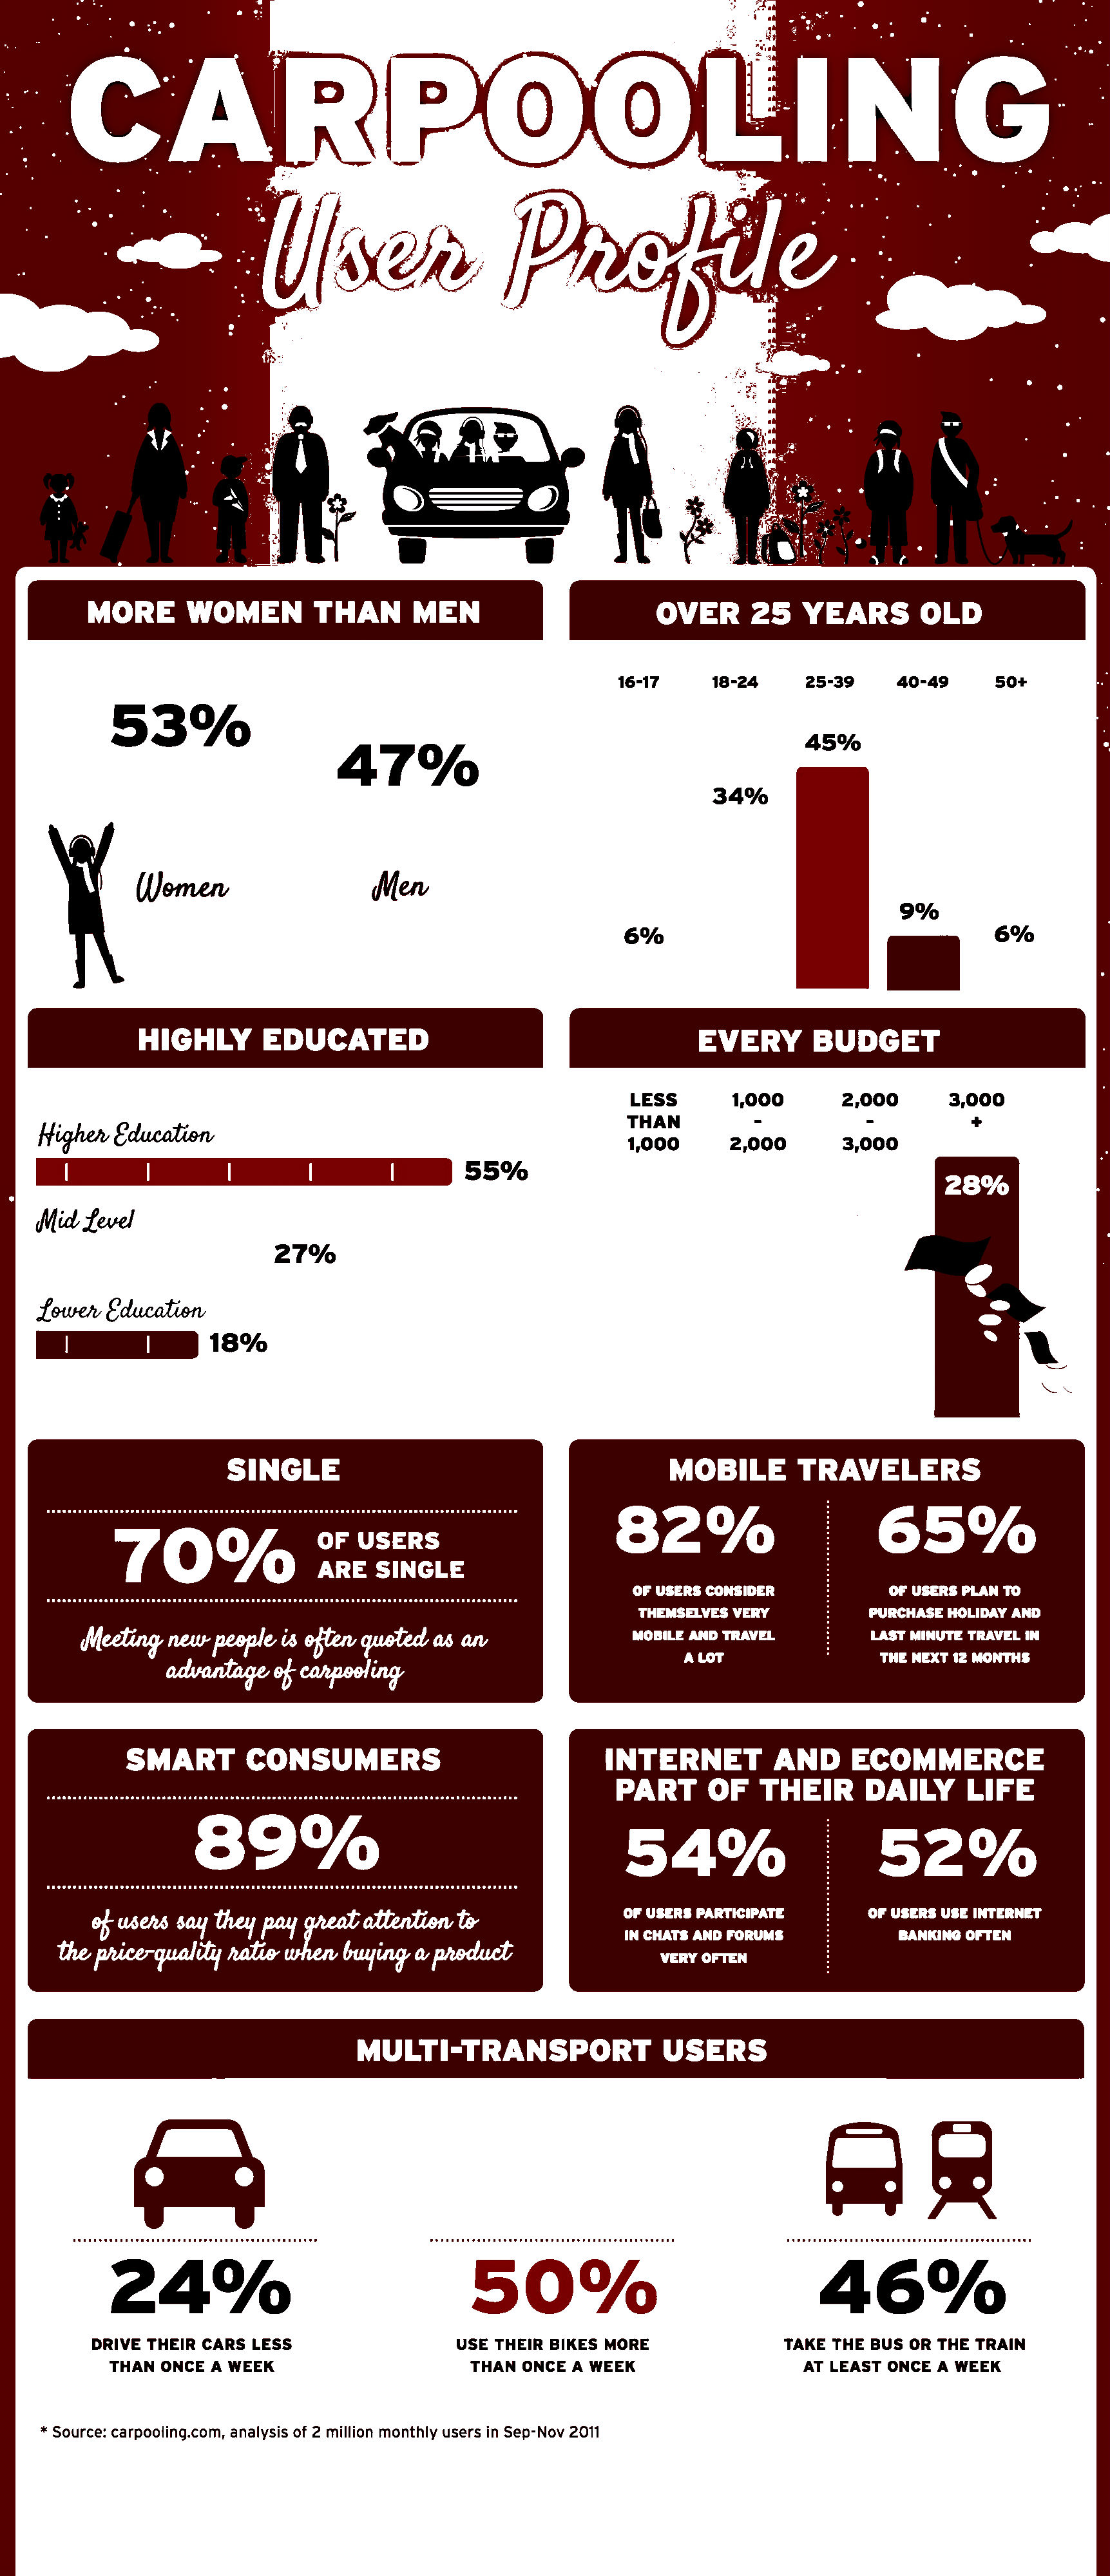 CARPOOLING
User Profile
MORE WOMEN THAN MEN
53%
47%
Women
Men
OVER 25 YEARS OLD
16-17 18-24 25-39 40-49 50+
45%
34%
9%
6%
6%
HIGHLY EDUCATED
Higher Education
55%
Mid Level
27%
Lower Education
18%
EVERY BUDGET
LESS THAN 1,000
1,000 - 2,000
2,000 - 3,000
3,000 +
28%
SINGLE
70%
OF USERS
ARE SINGLE
Meeting new people is often quoted as an
advantage of carpooling
MOBILE TRAVELERS
82%
OF USERS CONSIDER
THEMSELVES VERY
MOBILE AND TRAVEL
A LOT
65%
OF USERS PLAN TO
PURCHASE HOLIDAY AND
LAST MINUTE TRAVEL IN
THE NEXT 12 MONTHS
SMART CONSUMERS
89%
of users say they pay great attention to
the price-quality ratio when buying a product
INTERNET AND ECOMMERCE
PART OF THEIR DAILY LIFE
54%
OF USERS PARTICIPATE
IN CHATS AND FORUMS
VERY OFTEN
52%
OF USERS USE INTERNET
BANKING OFTEN
MULTI-TRANSPORT USERS
24%
DRIVE THEIR CARS LESS
THAN ONCE A WEEK
50%
USE THEIR BIKES MORE
THAN ONCE A WEEK
46%
TAKE THE BUS OR THE TRAIN
AT LEAST ONCE A WEEK
* Source: carpooling.com, analysis of 2 million monthly users in Sep-Nov 2011